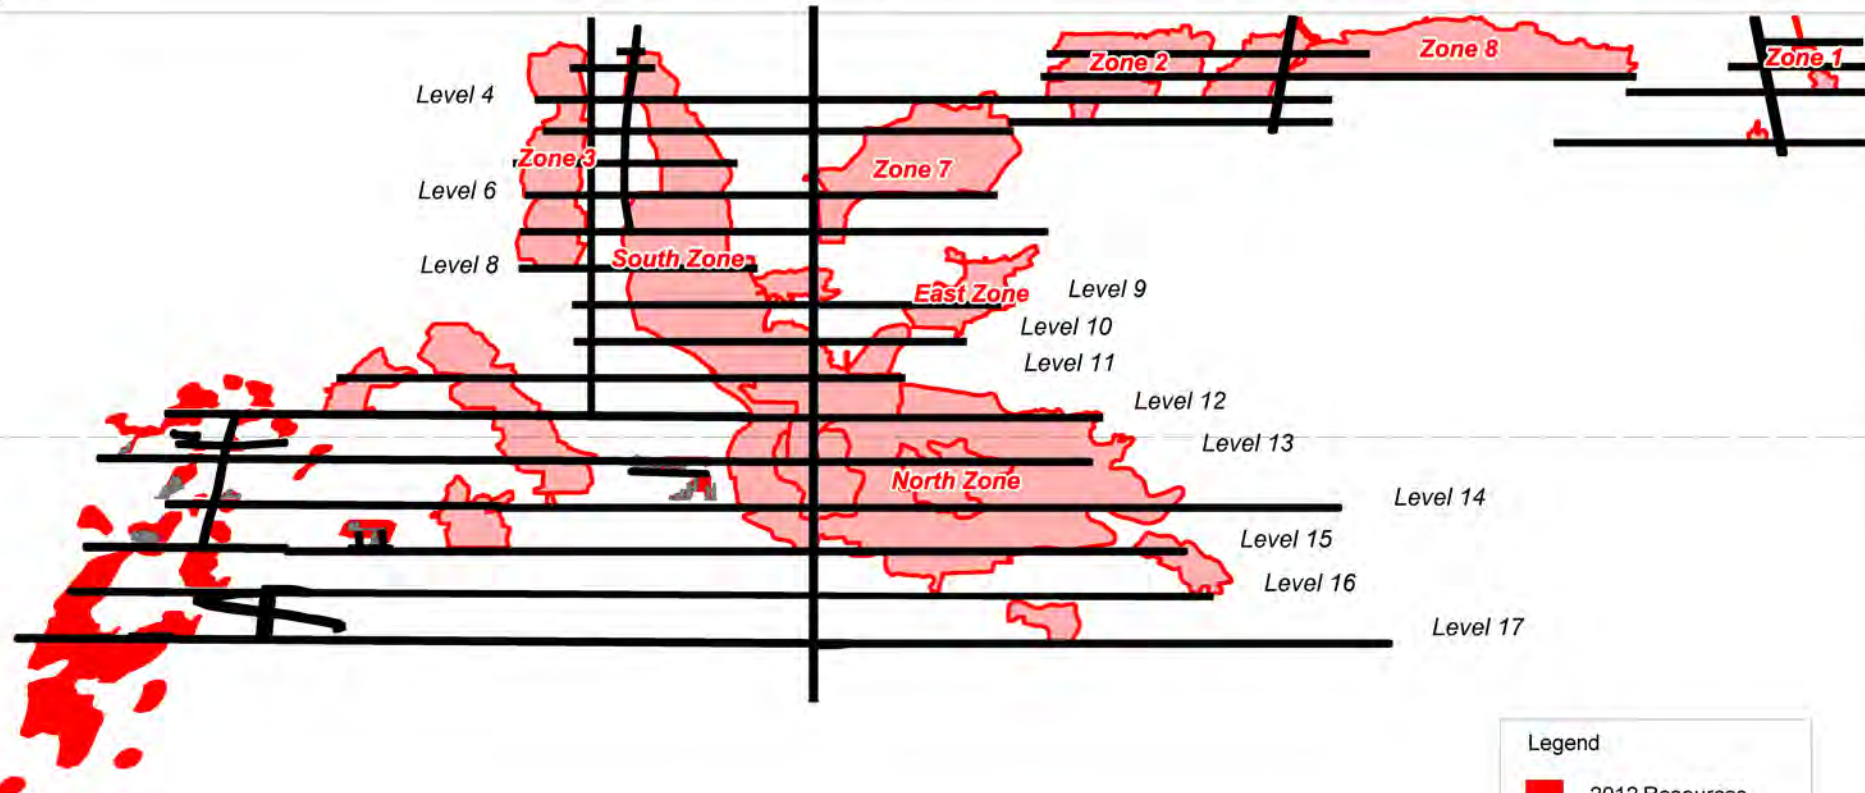 Zone 8
Zone 2
Zone 1
Level 4
Zone 3
Zone 7
Level 6
South Zone
Level 8
East Zone
Level 9
Level 10
Level 11
Level 12
Level 13
North Zone
Level 14
Level 15
Level 16
Level 17
Legend
2012 Resources